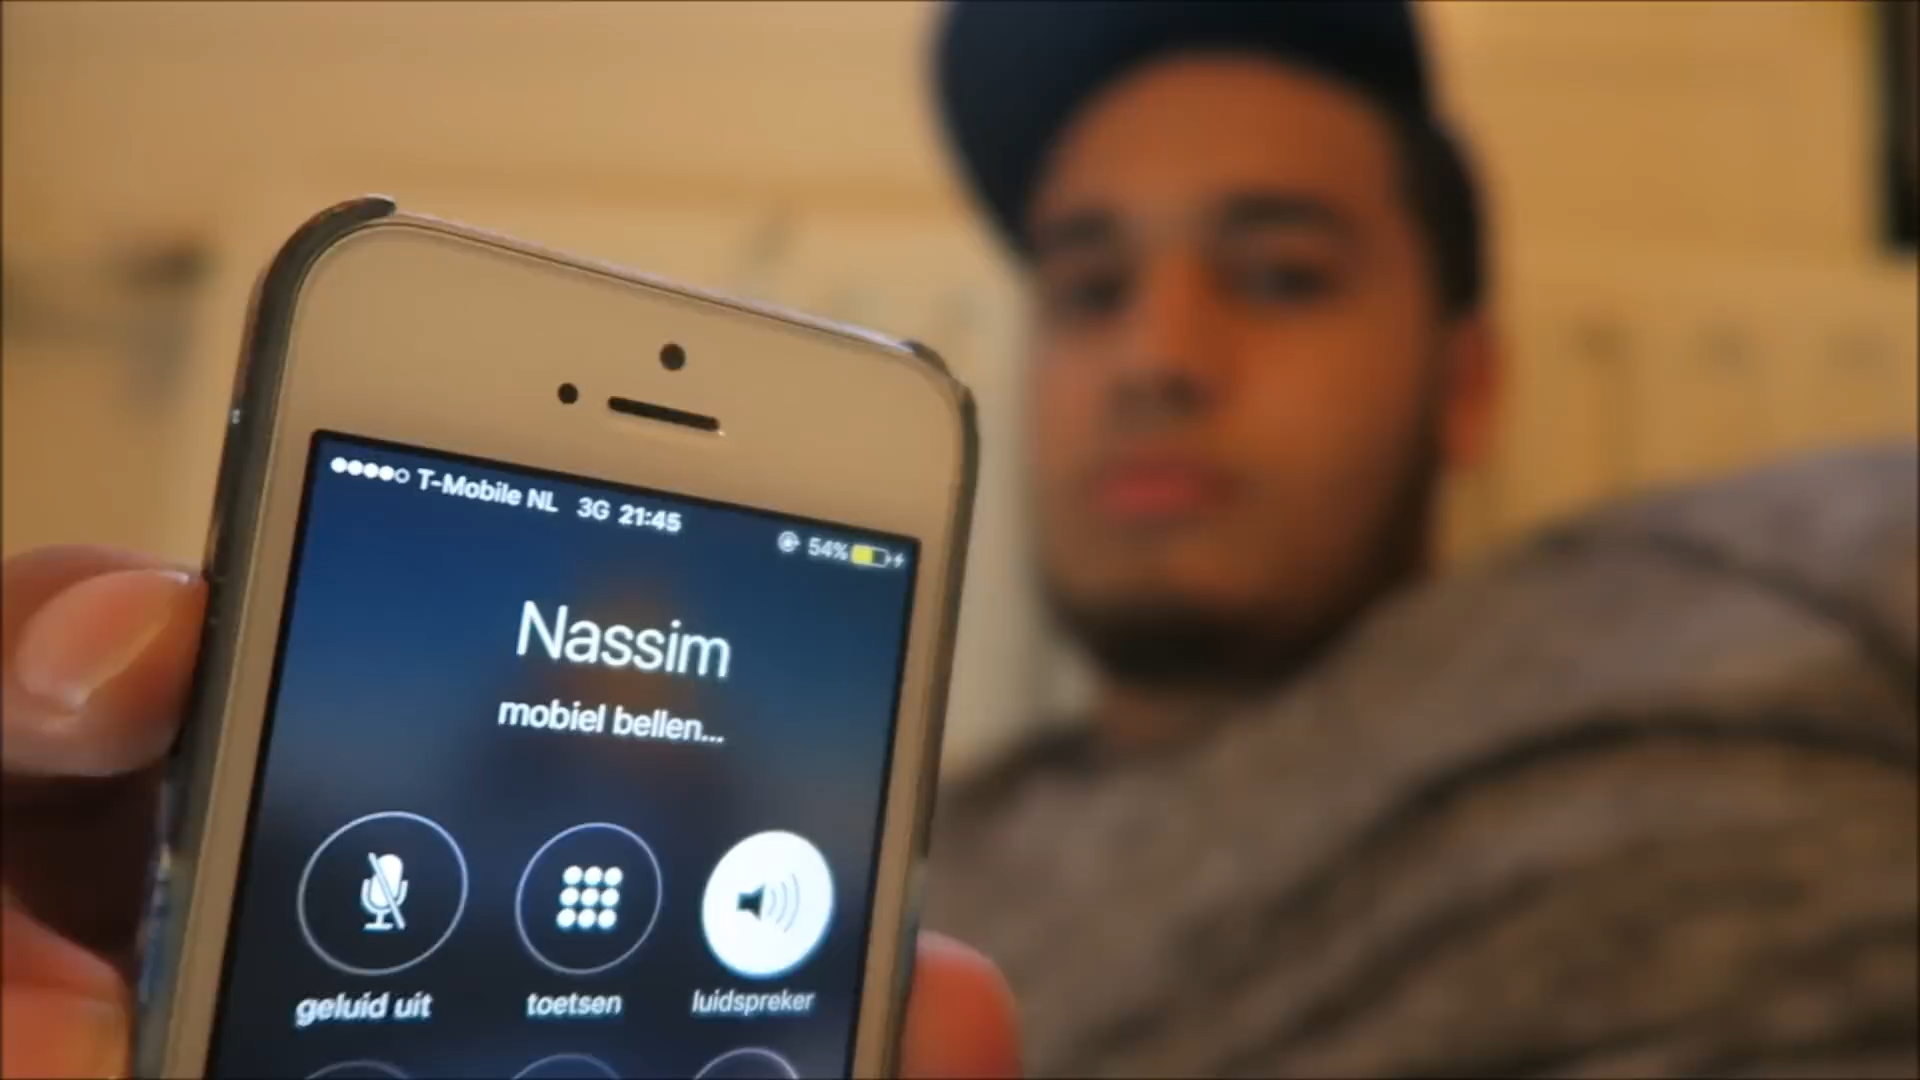 T-Mobile NL 3G 21:45 54%
Nassim
mobiel bellen...
geluid uit toetsen luidspreker